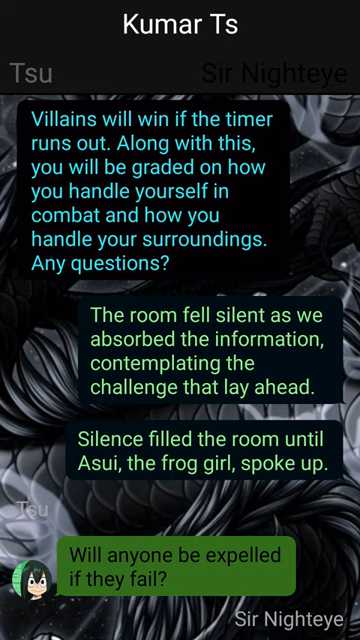 Kumar Ts
Tsu
Sir Nighteye
Villains will win if the timer
runs out. Along with this,
you will be graded on how
you handle yourself in
combat and how you
handle your surroundings.
Any questions?
The room fell silent as we
absorbed the information,
contemplating the
challenge that lay ahead.
Silence filled the room until
Asui, the frog girl, spoke up.
Tsu
Will anyone be expelled
if they fail?
Sir Nighteye